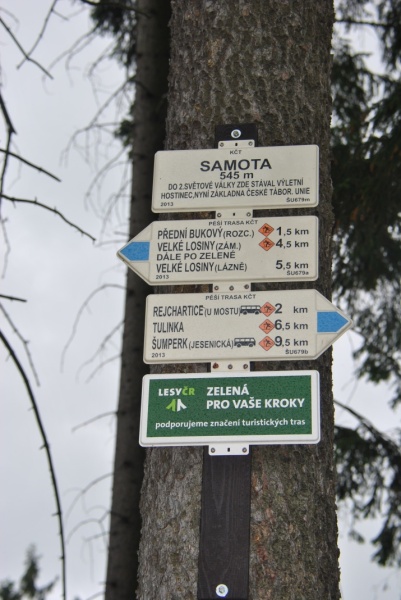 KČT
SAMOTA
545 m
DO 2.SVĚTOVÉ VÁLKY ZDE STÁVAL VÝLETNÍ
HOSTINEC,NYNÍ ZÁKLADNA ČESKÉ TÁBOR. UNIE
2013 ŠU679m
PĚŠÍ TRASA KČT
PŘEDNÍ BUKOVÝ (ROZC.) 1,5 km
VELKÉ LOSINY (ZÁM.) 4,5 km
DÁLE PO ZELENÉ
VELKÉ LOSINY (LÁZNĚ) 5,5 km
2013 ŠU679a
PĚŠÍ TRASA KČT
REJCHARTICE (U MOSTU) 2 km
TULINKA 6,5 km
ŠUMPERK (JESENICKÁ) 9,5 km
2013 ŠU679b
LESY ČR
ZELENÁ
PRO VAŠE KROKY
podporujeme značení turistických tras